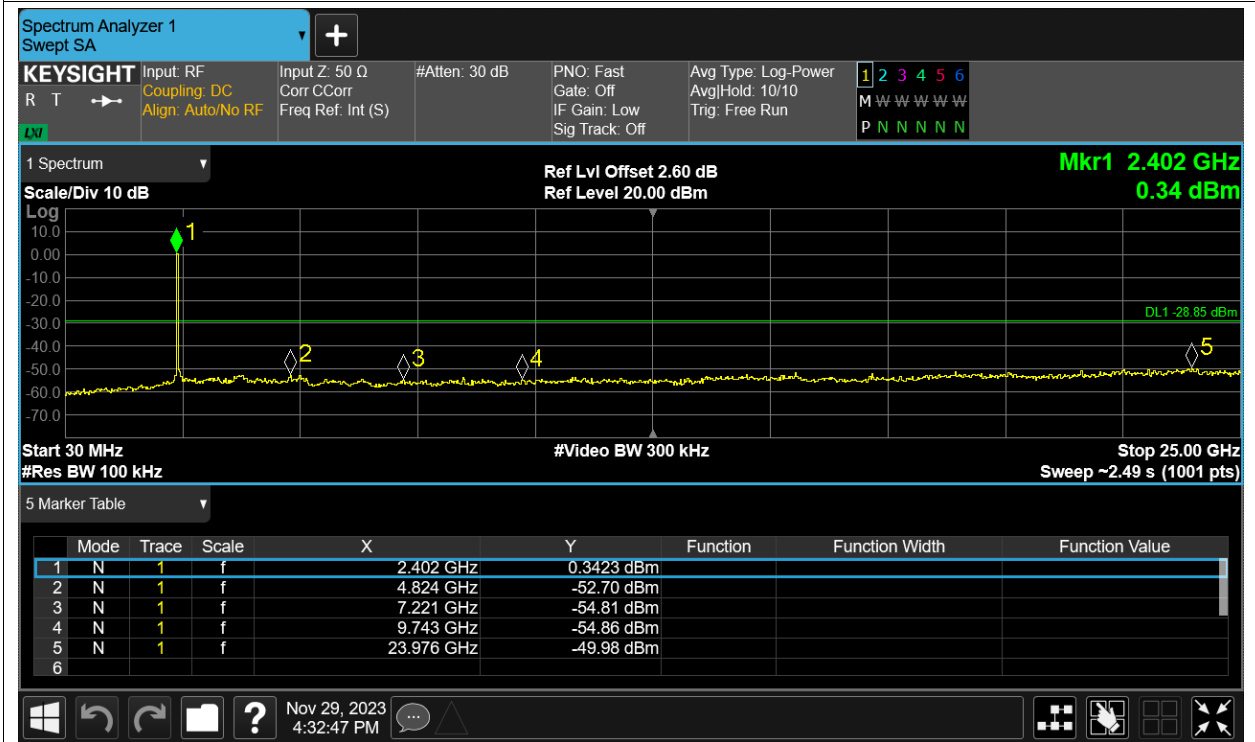 Spectrum Analyzer 1
Swept SA
+
KEYSIGHT
R T
LXI
Input: RF
Coupling: DC
Align: Auto/No RF
Input Z: 50 Ω
Corr CCorr
Freq Ref: Int (S)
#Atten: 30 dB
PNO: Fast
Gate: Off
IF Gain: Low
Sig Track: Off
Avg Type: Log-Power
Avg|Hold: 10/10
Trig: Free Run
1 2 3 4 5 6
M W W W W W
P N N N N N
1 Spectrum
Scale/Div 10 dB
Ref Lvl Offset 2.60 dB
Ref Level 20.00 dBm
Mkr1 2.402 GHz
0.34 dBm
Log
10.0
0.00
-10.0
-20.0
-30.0
-40.0
-50.0
-60.0
-70.0
1
2
3
4
5
DL1 -28.85 dBm
Start 30 MHz
#Video BW 300 kHz
Stop 25.00 GHz
#Res BW 100 kHz
Sweep ~2.49 s (1001 pts)
5 Marker Table
Mode Trace Scale X Y Function Function Width Function Value
1 N 1 f 2.402 GHz 0.3423 dBm
2 N 1 f 4.824 GHz -52.70 dBm
3 N 1 f 7.221 GHz -54.81 dBm
4 N 1 f 9.743 GHz -54.86 dBm
5 N 1 f 23.976 GHz -49.98 dBm
6
?
Nov 29, 2023
4:32:47 PM